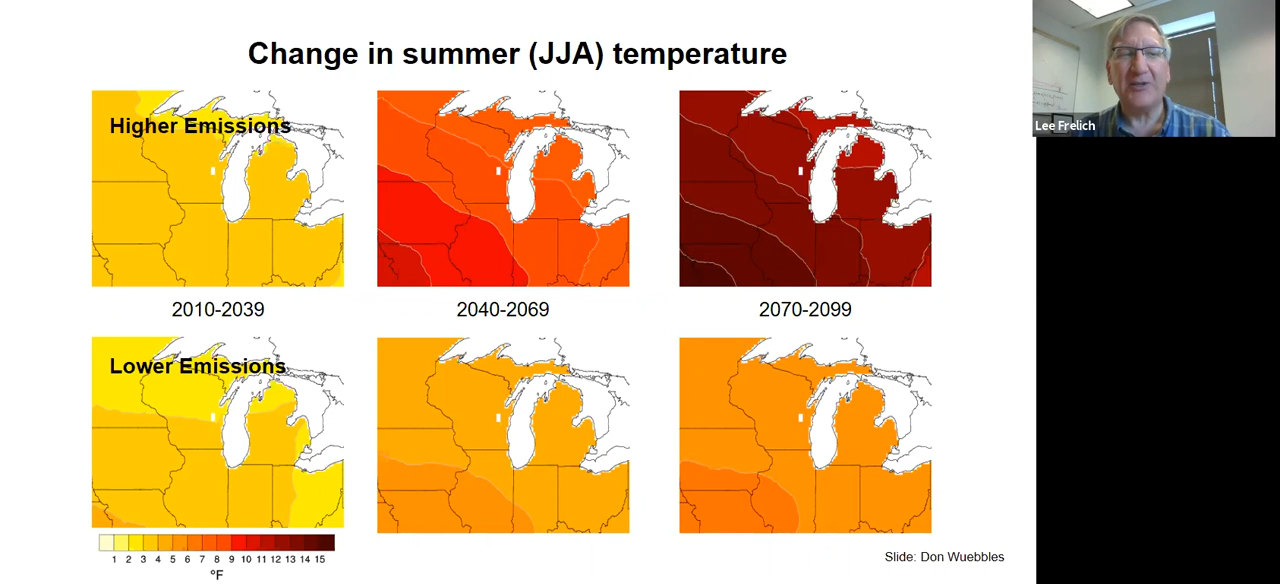 Change in summer (JJA) temperature
Lee Frelich
Higher Emissions
2010-2039
2040-2069
2070-2099
Lower Emissions
1 2 3 4 5 6 7 8 9 10 11 12 13 14 15
°F
Slide: Don Wuebbles